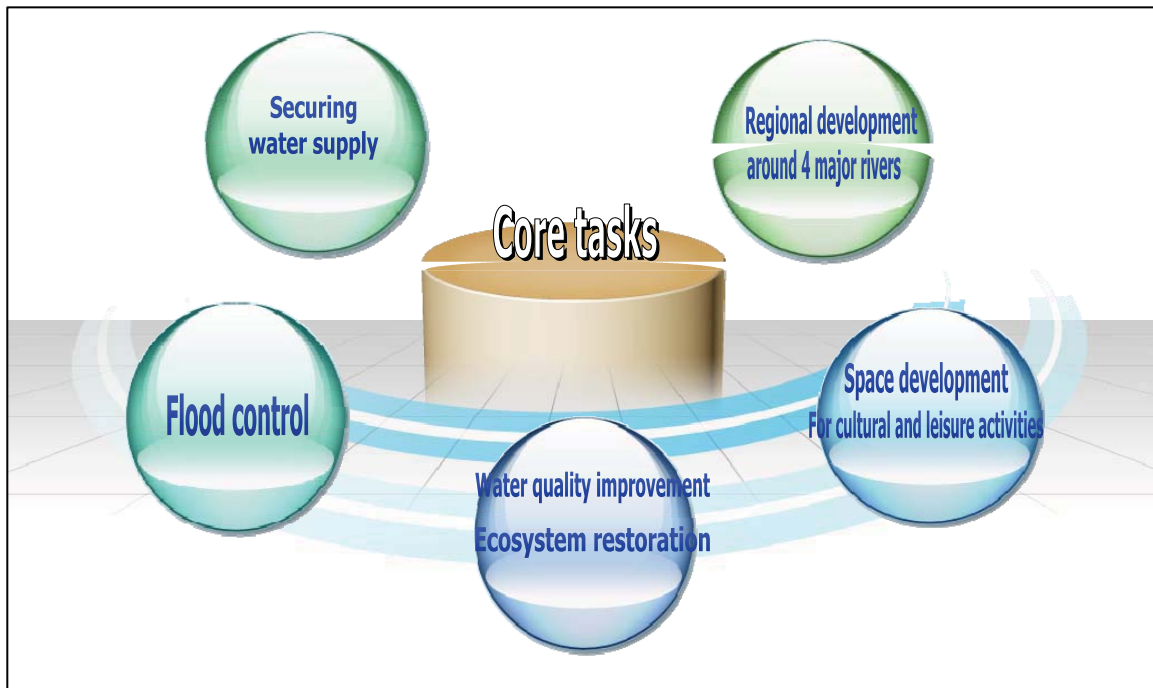 Securing
water supply
Regional development
around 4 major rivers
Core tasks
Flood control
Space development
For cultural and leisure activities
Water quality improvement
Ecosystem restoration